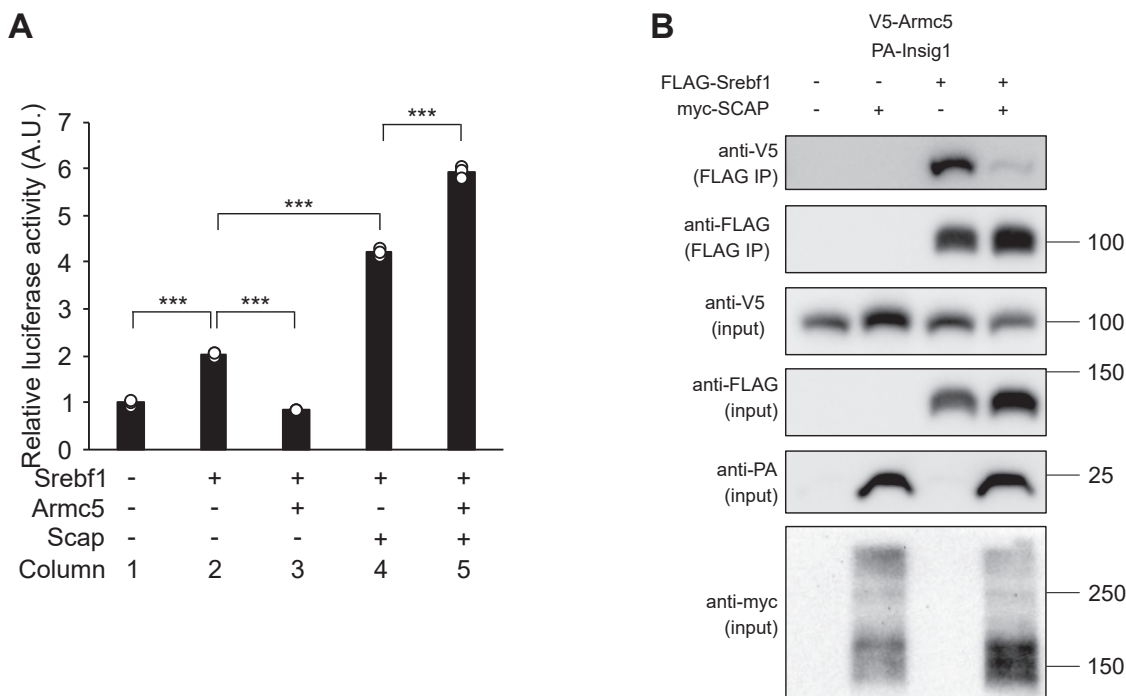 A
Relative luciferase activity (A.U.)
7
6
5
4
3
2
1
0
***
***
***
***
Srebf1 - + + + +
Armc5 - - + - +
Scap - - - + +
Column 1 2 3 4 5
B
V5-Armc5
PA-Insig1
FLAG-Srebf1 - - + +
myc-SCAP - + - +
anti-V5
(FLAG IP)
anti-FLAG
(FLAG IP)
100
anti-V5
(input)
100
150
anti-FLAG
(input)
anti-PA
(input)
25
anti-myc
(input)
250
150